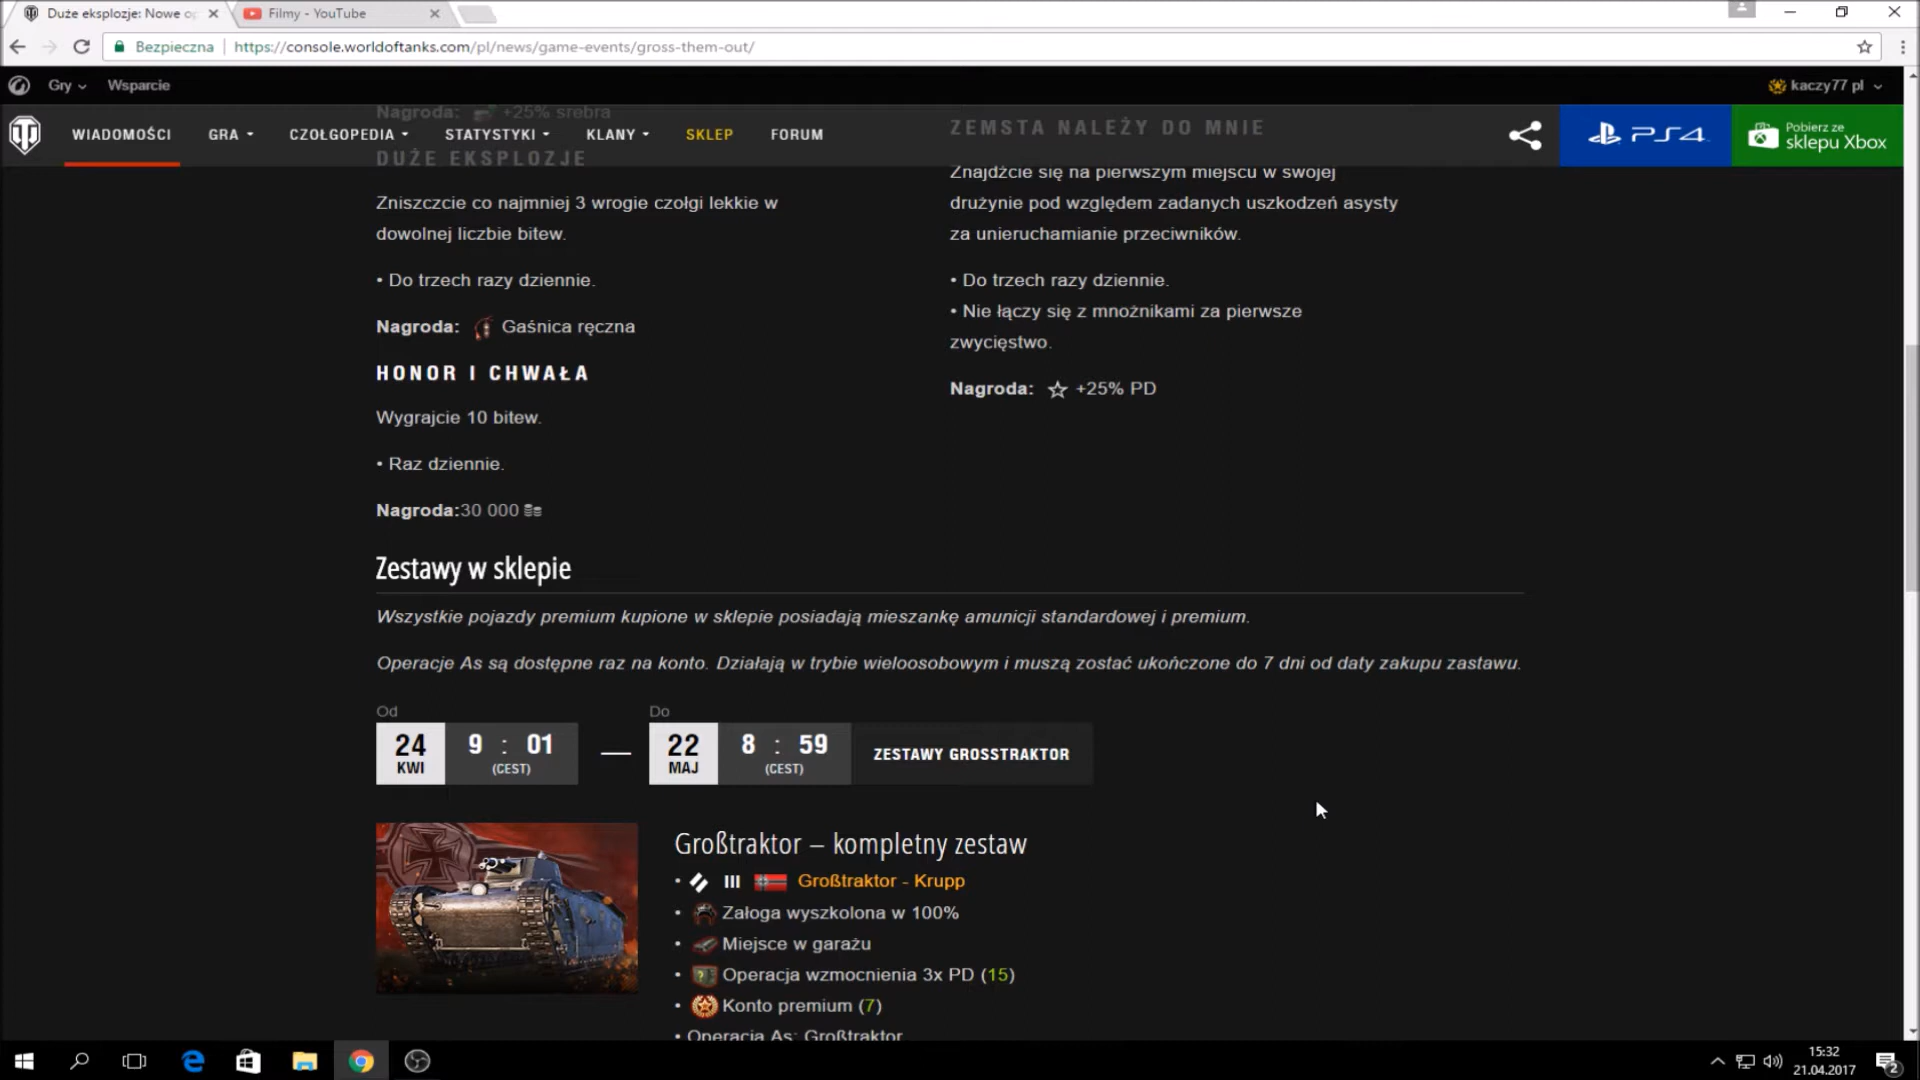 Duże eksplozje: Nowe o
Filmy - YouTube
Bezpieczna
https://console.worldoftanks.com/pl/news/game-events/gross-them-out/
Gry
Wsparcie
kaczy77 pl
WIADOMOŚCI
GRA
CZOŁGOPEDIA
STATYSTYKI
KLANY
SKLEP
FORUM
PS4
Pobierz ze
sklepu Xbox
Nagroda: +25% srebra
DUŻE EKSPLOZJE
Zniszczcie co najmniej 3 wrogie czołgi lekkie w
dowolnej liczbie bitew.
• Do trzech razy dziennie.
Nagroda: Gaśnica ręczna
HONOR I CHWAŁA
Wygrajcie 10 bitew.
• Raz dziennie.
Nagroda:30 000
ZEMSTA NALEŻY DO MNIE
Znajdźcie się na pierwszym miejscu w swojej
drużynie pod względem zadanych uszkodzeń asysty
za unieruchamianie przeciwników.
• Do trzech razy dziennie.
• Nie łączy się z mnożnikami za pierwsze
zwycięstwo.
Nagroda: +25% PD
Zestawy w sklepie
Wszystkie pojazdy premium kupione w sklepie posiadają mieszankę amunicji standardowej i premium.
Operacje As są dostępne raz na konto. Działają w trybie wieloosobowym i muszą zostać ukończone do 7 dni od daty zakupu zastawu.
Od
24 KWI
9 : 01
(CEST)
—
Do
22 MAJ
8 : 59
(CEST)
ZESTAWY GROSSTRAKTOR
Großtraktor – kompletny zestaw
• III Großtraktor - Krupp
• Załoga wyszkolona w 100%
• Miejsce w garażu
• Operacja wzmocnienia 3x PD (15)
• Konto premium (7)
• Operacja As: Großtraktor
15:32
21.04.2017
2